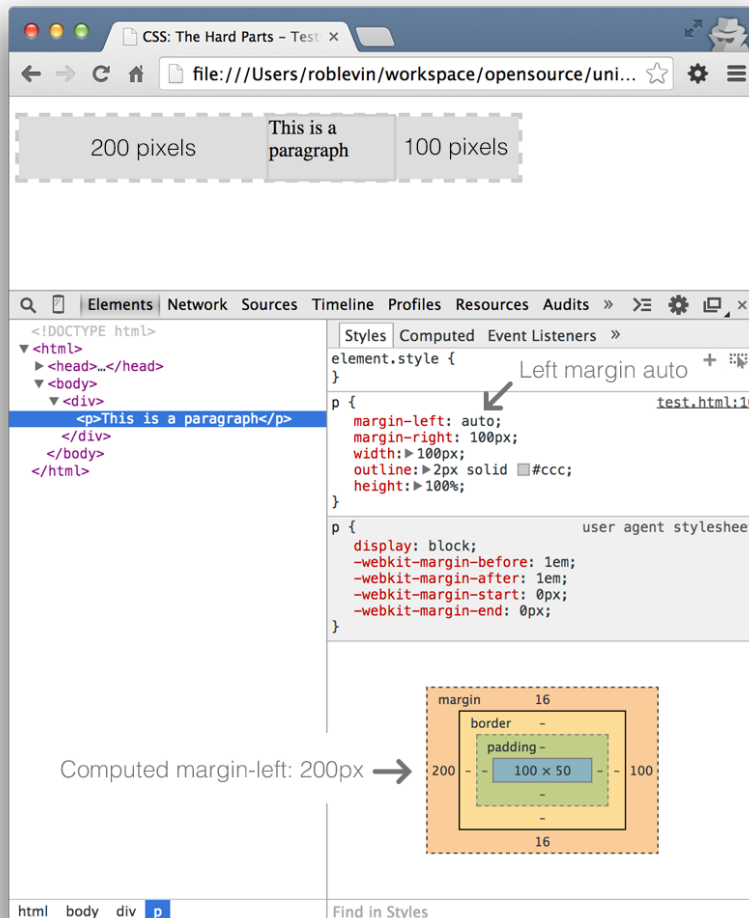 CSS: The Hard Parts – Test
file:///Users/roblevin/workspace/opensource/uni...
200 pixels
This is a
paragraph
100 pixels
Elements Network Sources Timeline Profiles Resources Audits »
<!DOCTYPE html>
<html>
<head>…</head>
<body>
<div>
<p>This is a paragraph</p>
</div>
</body>
</html>
Styles Computed Event Listeners »
element.style {
}
Left margin auto
p { test.html:10
margin-left: auto;
margin-right: 100px;
width: 100px;
outline: 2px solid #ccc;
height: 100%;
}
p { user agent stylesheet
display: block;
-webkit-margin-before: 1em;
-webkit-margin-after: 1em;
-webkit-margin-start: 0px;
-webkit-margin-end: 0px;
}
margin 16
border -
padding -
Computed margin-left: 200px
200 - - 100 × 50 - - 100
-
-
16
html body div p
Find in Styles